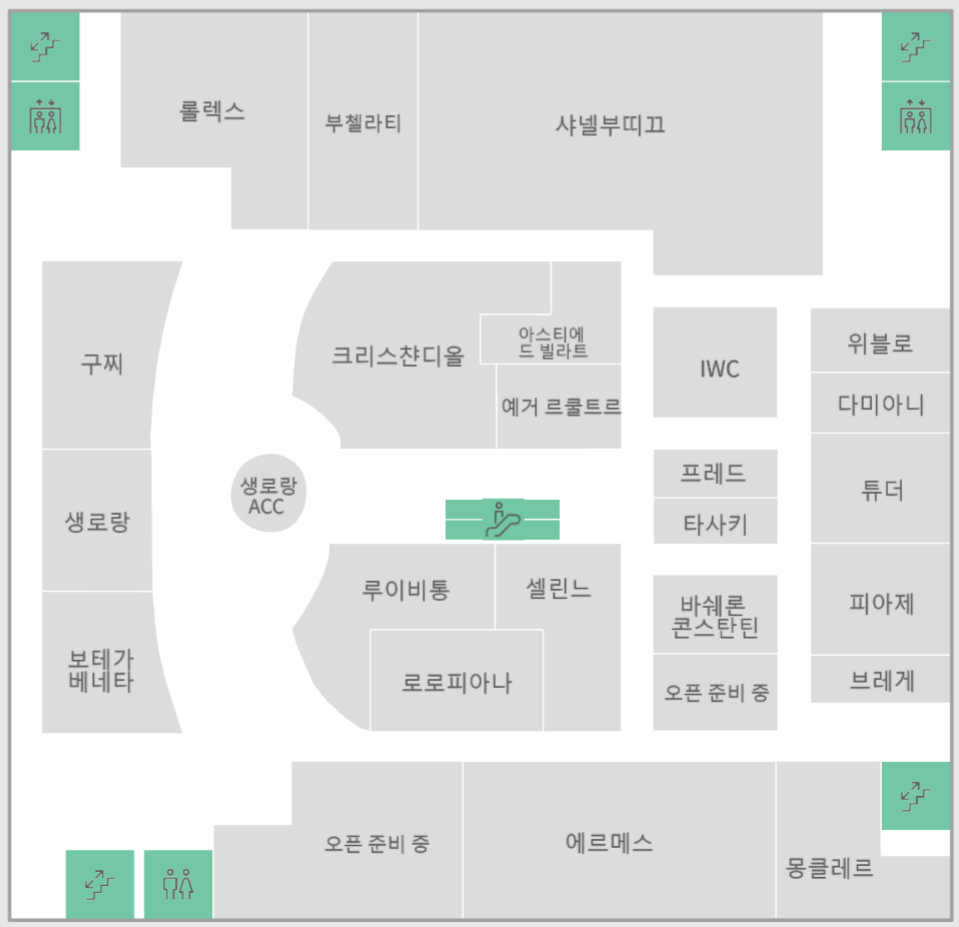 롤렉스
부첼라티
샤넬부띠끄
구찌
크리스챤디올
아스티에
드 빌라트
예거 르쿨트르
IWC
위블로
다미아니
생로랑
생로랑
ACC
프레드
타사키
튜더
루이비통
셀린느
바쉐론
콘스탄틴
피아제
보테가
베네타
로로피아나
오픈 준비 중
브레게
오픈 준비 중
에르메스
몽클레르